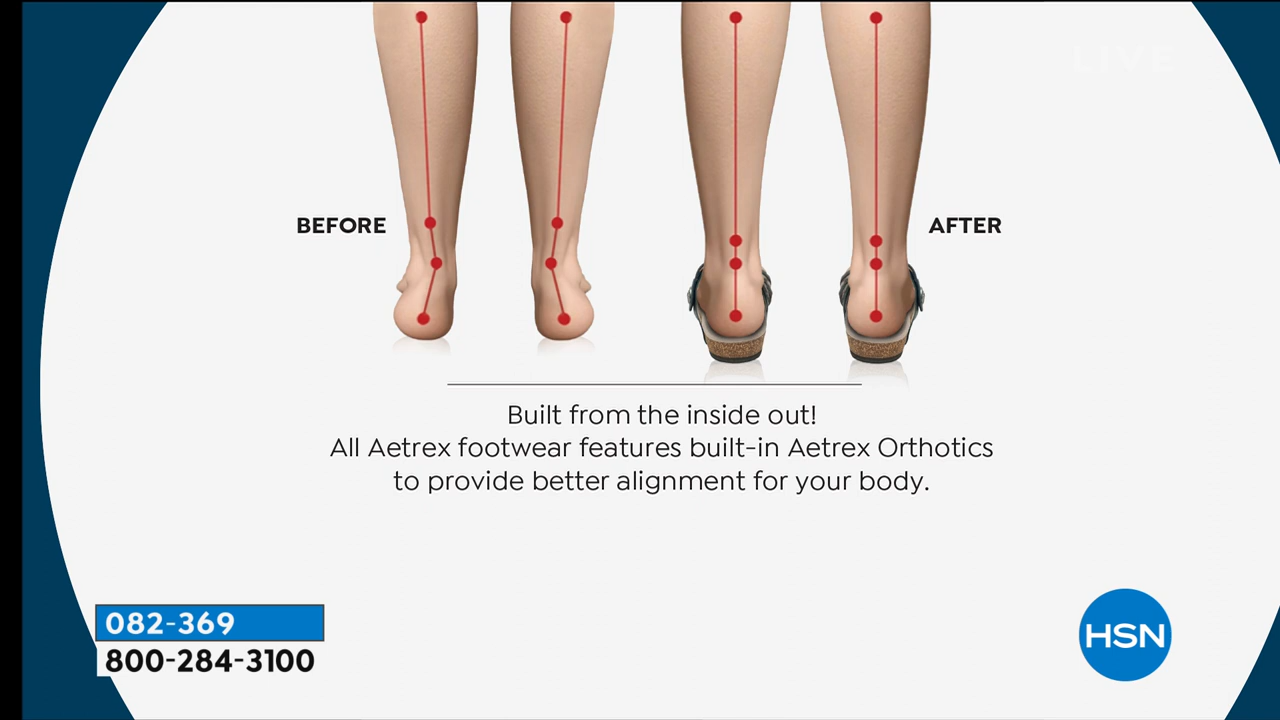 LIVE
BEFORE
AFTER
Built from the inside out!
All Aetrex footwear features built-in Aetrex Orthotics
to provide better alignment for your body.
082-369
800-284-3100
HSN